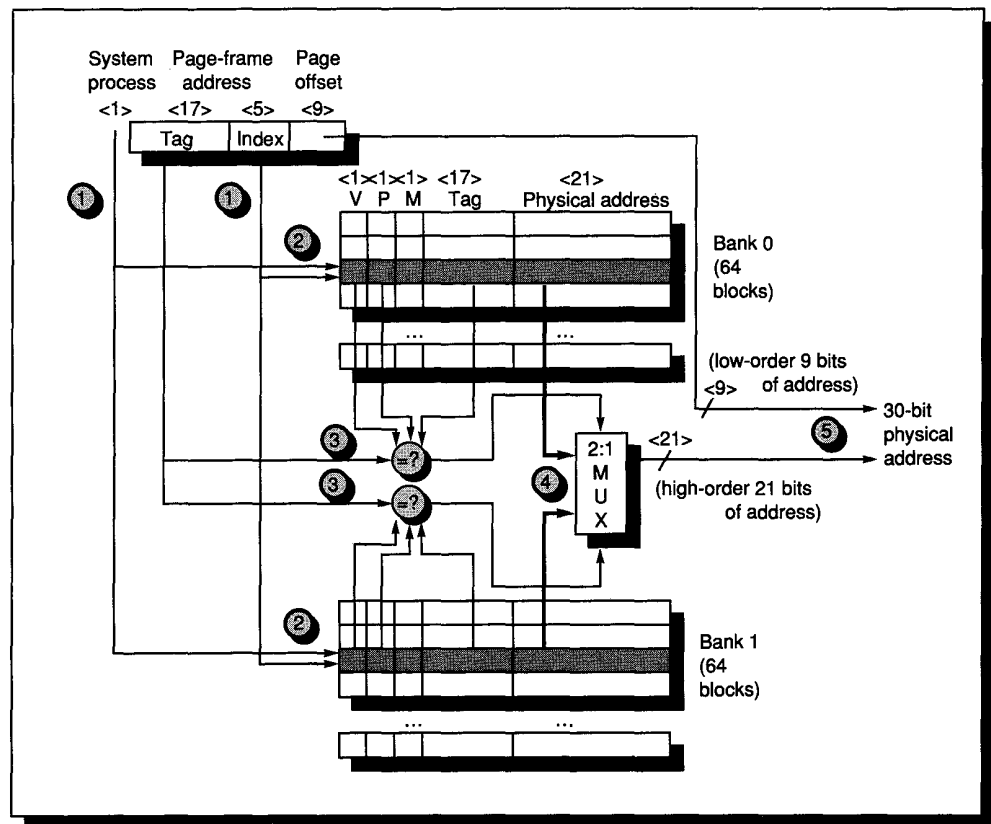 System Page-frame Page
process address offset
<1> <17> <5> <9>
Tag Index
1 1
<1> <1> <1> <17> <21>
V P M Tag Physical address
2
Bank 0
(64
blocks)
... ...
(low-order 9 bits
of address)
<9>
30-bit
physical
address
5
3 =?
2:1
M
U
X
4
<21>
(high-order 21 bits
of address)
3 =?
2
Bank 1
(64
blocks)
... ...